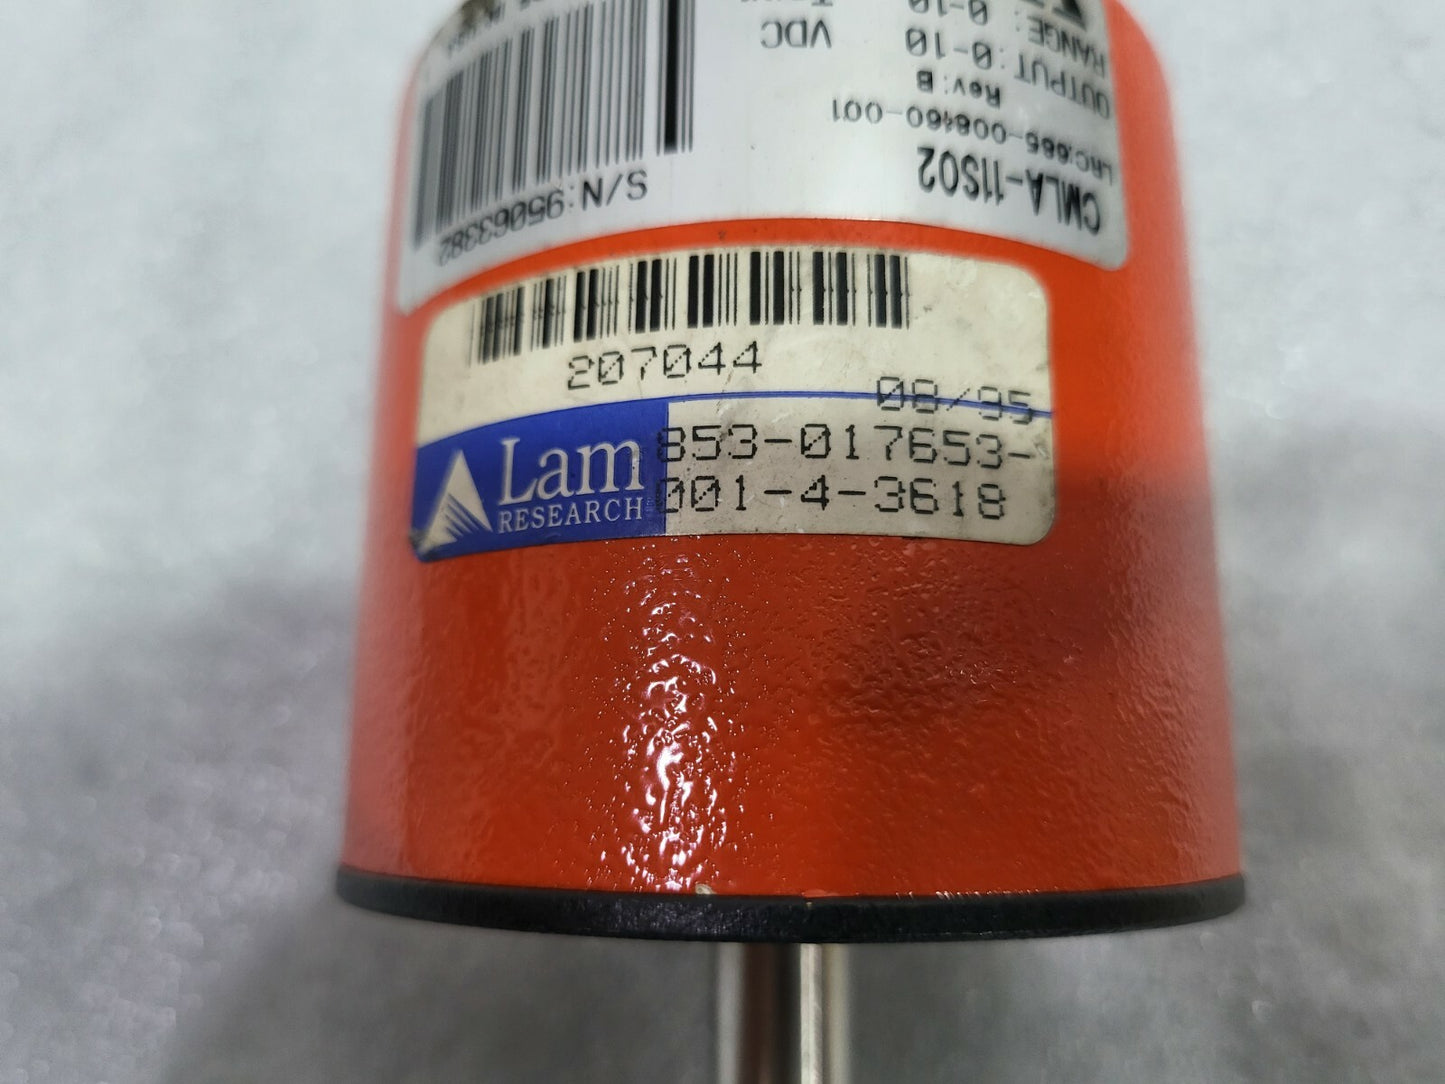 207044
08/95
Lam
RESEARCH
853-017653-
001-4-3618
CMLA-11S02
LRC:685-008460-001
Rev: B
OUTPUT: 0-10 VDC
RANGE: 0-10
S/N:95063382